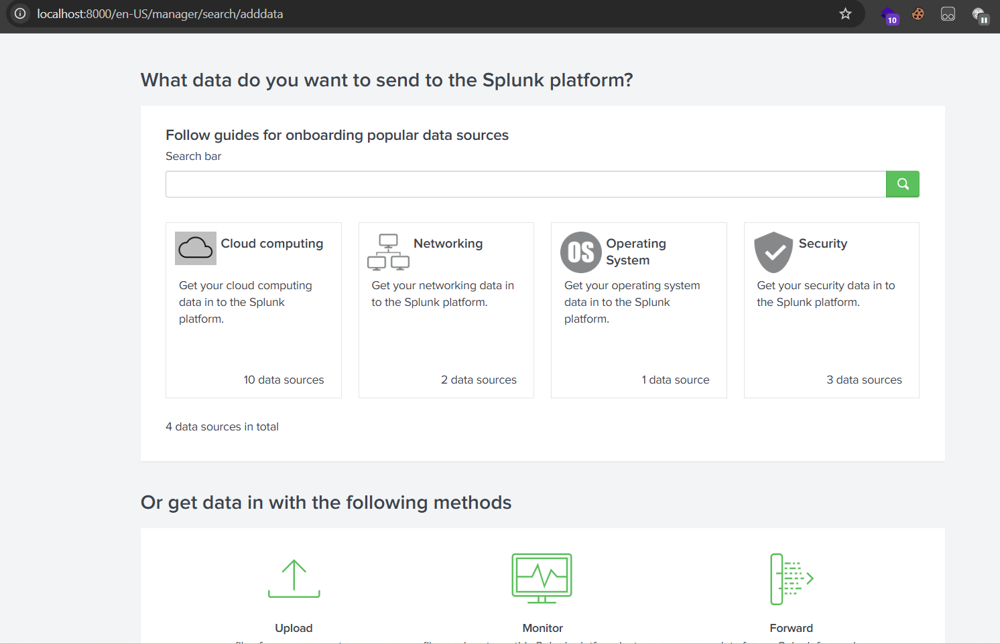 localhost:8000/en-US/manager/search/adddata
10
What data do you want to send to the Splunk platform?
Follow guides for onboarding popular data sources
Search bar
Cloud computing
Get your cloud computing
data in to the Splunk
platform.
10 data sources
Networking
Get your networking data in
to the Splunk platform.
2 data sources
OS
Operating
System
Get your operating system
data in to the Splunk
platform.
1 data source
Security
Get your security data in to
the Splunk platform.
3 data sources
4 data sources in total
Or get data in with the following methods
Upload
Monitor
Forward